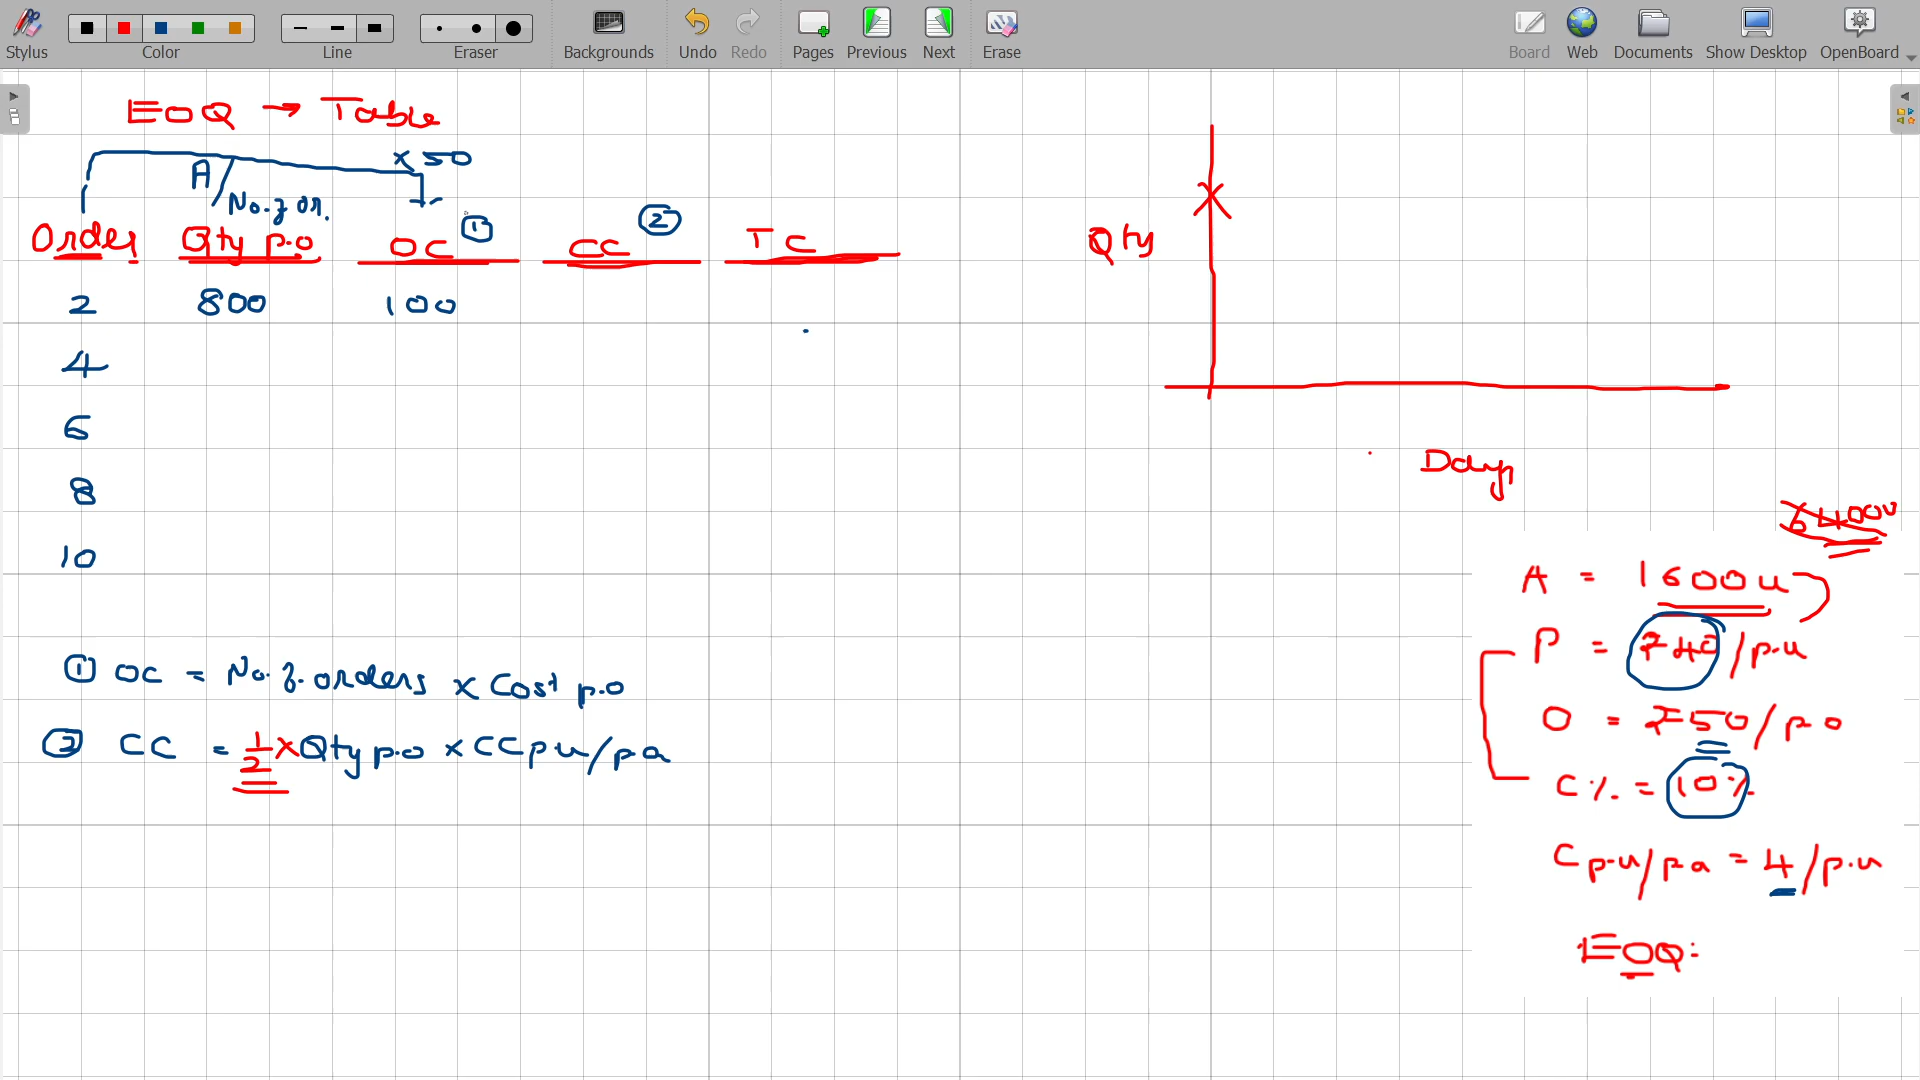 Stylus
Color
Line
Eraser
Backgrounds
Undo
Redo
Pages
Previous
Next
Erase
Board
Web
Documents
Show Desktop
OpenBoard
EOQ → Table
A/No. of or. × 50
Order Qty p.o OC ① CC ② TC
2 800 100
4
6
8
10
① OC = No. of. orders × Cost p.o
② CC = 1/2 × Qty p.o × CC p u/p a
Qty
Days
A = 1600 u
P = ₹40/p.u
O = ₹50/p o
C%. = 10%
C p.u/p a = 4/p.u
EOQ =